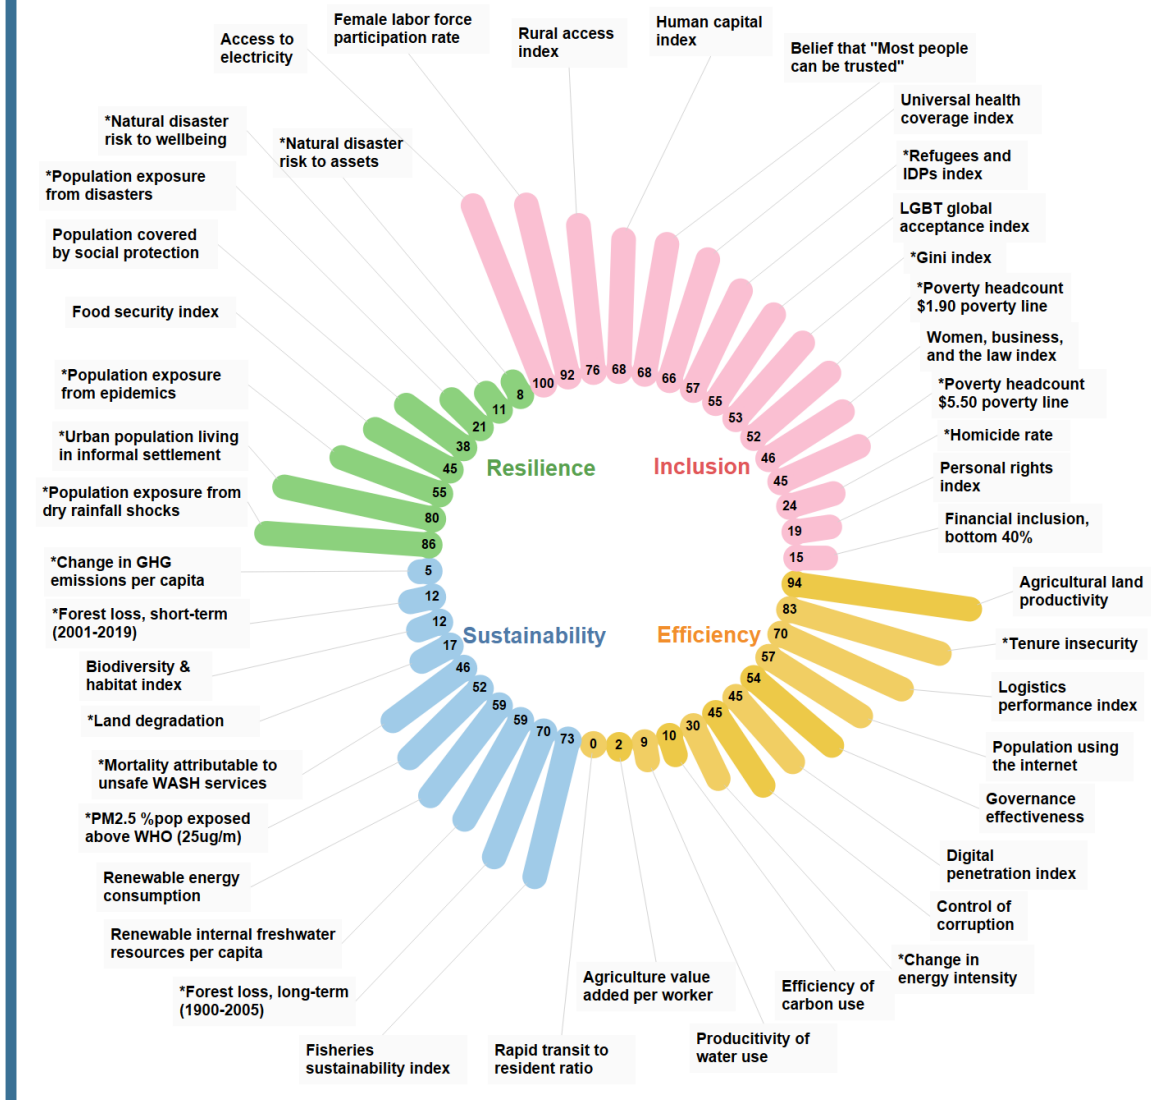 Female labor force
participation rate
Human capital
index
Rural access
index
Access to
electricity
Belief that "Most people
can be trusted"
Universal health
coverage index
*Natural disaster
risk to wellbeing
*Natural disaster
risk to assets
*Refugees and
IDPs index
*Population exposure
from disasters
LGBT global
acceptance index
Population covered
by social protection
*Gini index
*Poverty headcount
$1.90 poverty line
Food security index
Women, business,
and the law index
*Population exposure
from epidemics
*Poverty headcount
$5.50 poverty line
*Urban population living
in informal settlement
*Homicide rate
*Population exposure from
dry rainfall shocks
Personal rights
index
Financial inclusion,
bottom 40%
100
92
76
68
68
66
57
55
53
52
46
45
24
19
15
8
11
21
38
45
55
80
86
Resilience
Inclusion
*Change in GHG
emissions per capita
*Forest loss, short-term
(2001-2019)
Biodiversity &
habitat index
*Land degradation
*Mortality attributable to
unsafe WASH services
*PM2.5 %pop exposed
above WHO (25ug/m)
Renewable energy
consumption
Renewable internal freshwater
resources per capita
*Forest loss, long-term
(1900-2005)
Fisheries
sustainability index
5
12
12
17
46
52
59
59
70
73
Sustainability
Efficiency
94
83
70
57
54
45
45
30
10
9
2
0
Agricultural land
productivity
*Tenure insecurity
Logistics
performance index
Population using
the internet
Governance
effectiveness
Digital
penetration index
Control of
corruption
*Change in
energy intensity
Efficiency of
carbon use
Producitivity of
water use
Agriculture value
added per worker
Rapid transit to
resident ratio